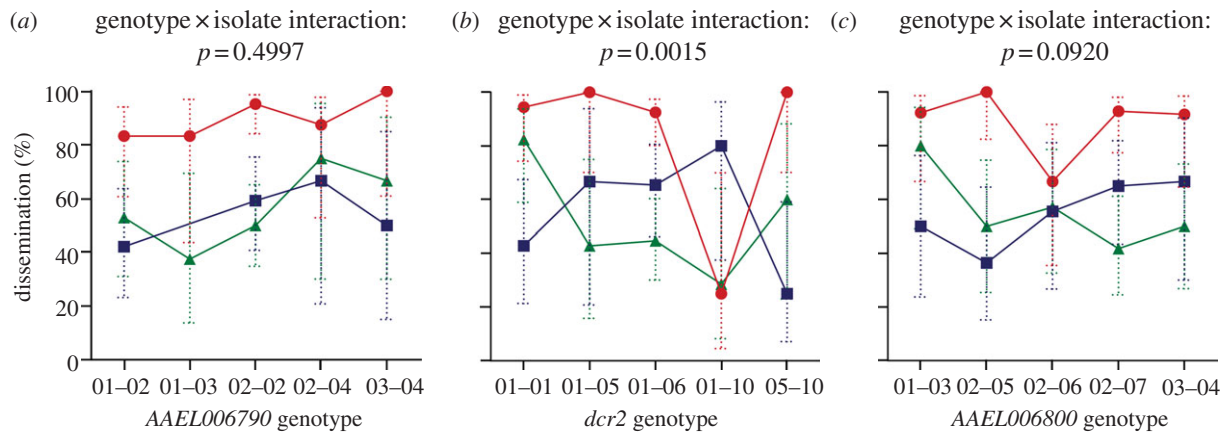 (a) genotype × isolate interaction:
p = 0.4997
(b) genotype × isolate interaction:
p = 0.0015
(c) genotype × isolate interaction:
p = 0.0920
dissemination (%)
100
80
60
40
20
0
01–02 01–03 02–02 02–04 03–04
AAEL006790 genotype
01–01 01–05 01–06 01–10 05–10
dcr2 genotype
01–03 02–05 02–06 02–07 03–04
AAEL006800 genotype